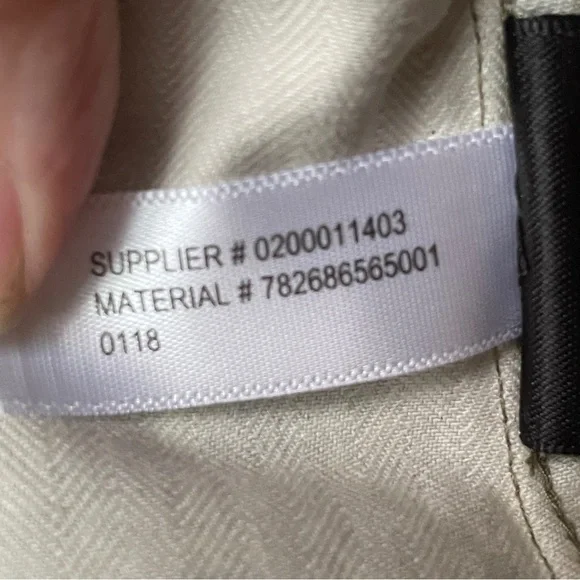 SUPPLIER # 0200011403
MATERIAL # 782686565001
0118